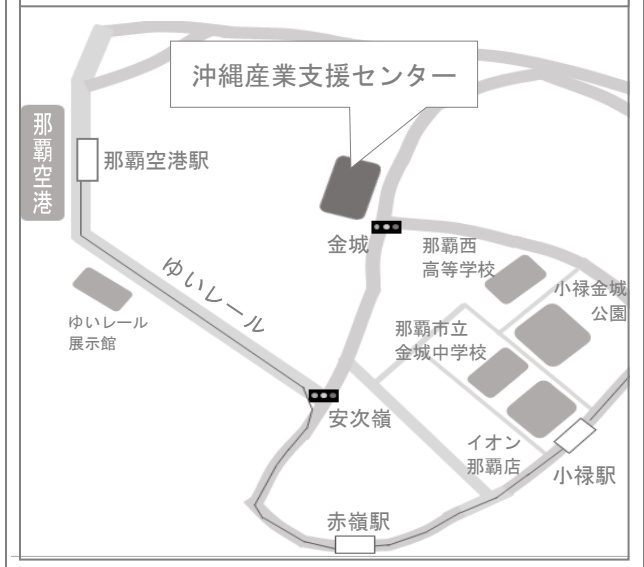 沖縄産業支援センター
那覇空港
那覇空港駅
金城
那覇西
高等学校
ゆいレール
小禄金城
公園
ゆいレール
展示館
那覇市立
金城中学校
安次嶺
イオン
那覇店
小禄駅
赤嶺駅